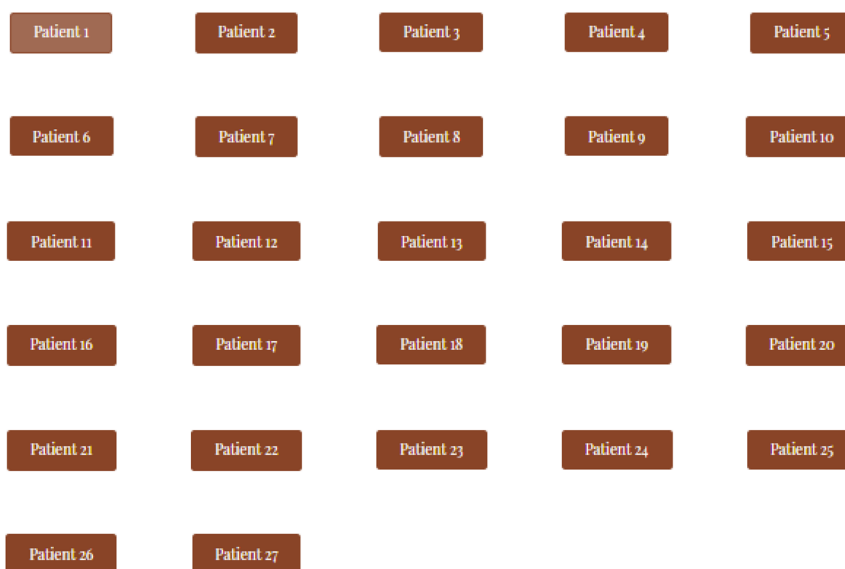 Patient 1 Patient 2 Patient 3 Patient 4 Patient 5
Patient 6 Patient 7 Patient 8 Patient 9 Patient 10
Patient 11 Patient 12 Patient 13 Patient 14 Patient 15
Patient 16 Patient 17 Patient 18 Patient 19 Patient 20
Patient 21 Patient 22 Patient 23 Patient 24 Patient 25
Patient 26 Patient 27